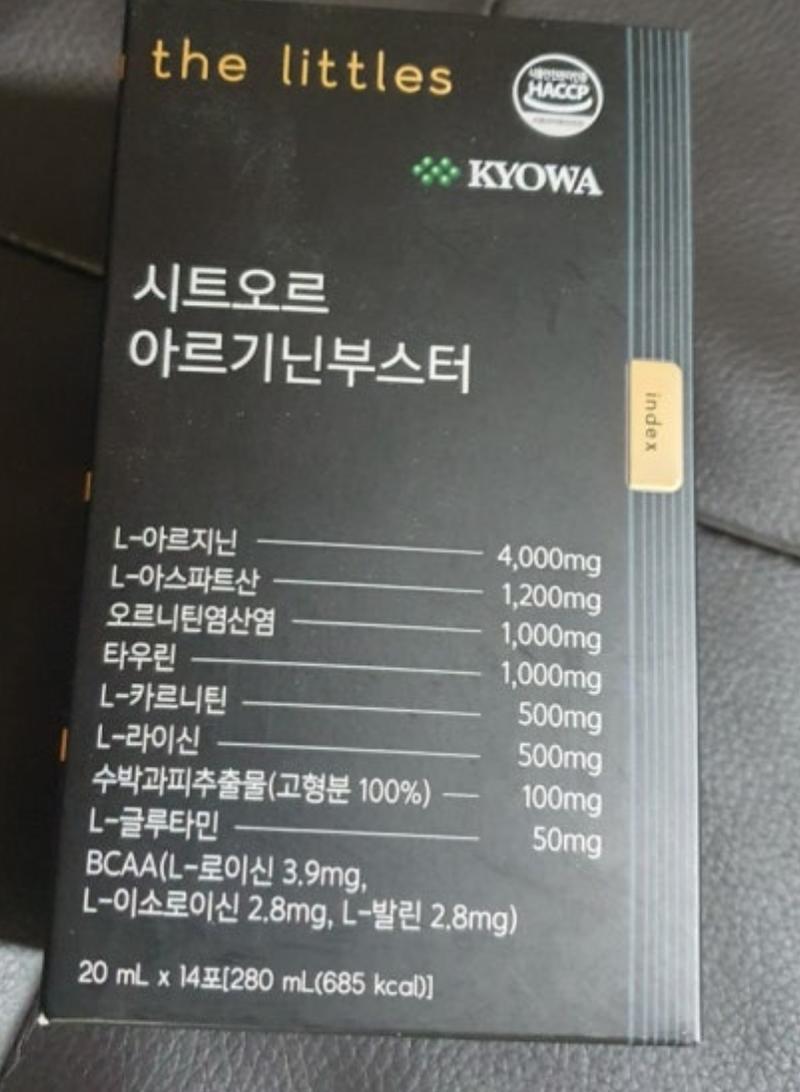 the littles
HACCP
KYOWA
시트오르
아르기닌부스터
index
L-아르지닌 4,000mg
L-아스파트산 1,200mg
오르니틴염산염 1,000mg
타우린 1,000mg
L-카르니틴 500mg
L-라이신 500mg
수박과피추출물(고형분 100%) 100mg
L-글루타민 50mg
BCAA(L-로이신 3.9mg,
L-이소로이신 2.8mg, L-발린 2.8mg)
20 mL x 14포[280 mL(685 kcal)]